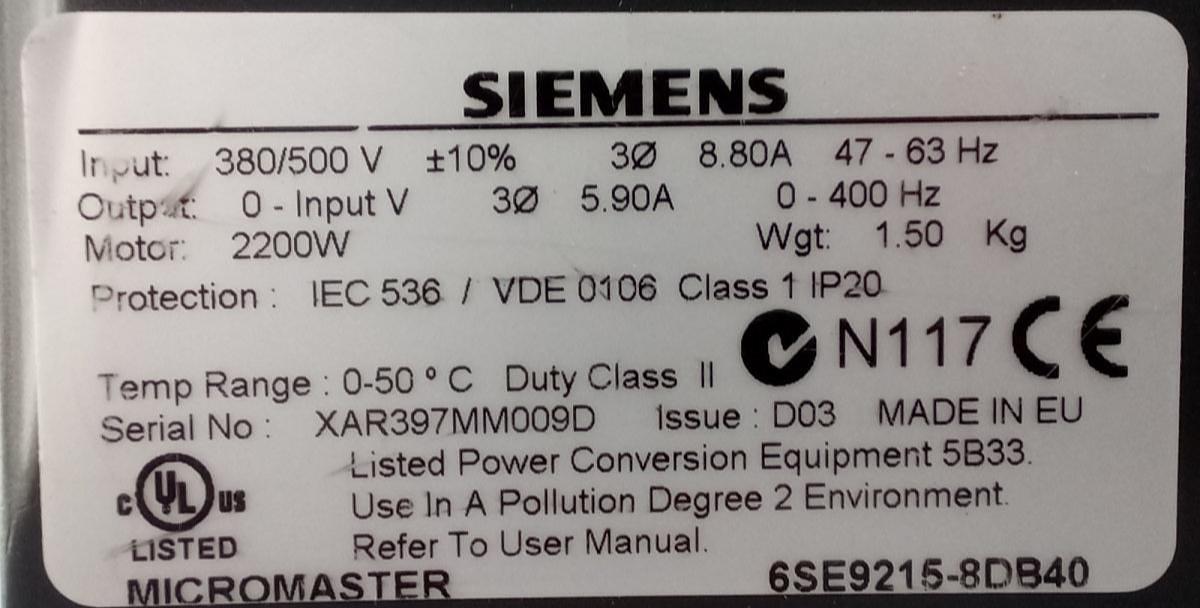 SIEMENS
Input: 380/500 V ±10% 3Ø 8.80A 47 - 63 Hz
Output: 0 - Input V 3Ø 5.90A 0 - 400 Hz
Motor: 2200W Wgt: 1.50 Kg
Protection : IEC 536 / VDE 0106 Class 1 IP20
N117 CE
Temp Range : 0-50 °C Duty Class II
Serial No : XAR397MM009D Issue : D03 MADE IN EU
Listed Power Conversion Equipment 5B33.
C UL US
Use In A Pollution Degree 2 Environment.
LISTED
Refer To User Manual.
MICROMASTER 6SE9215-8DB40